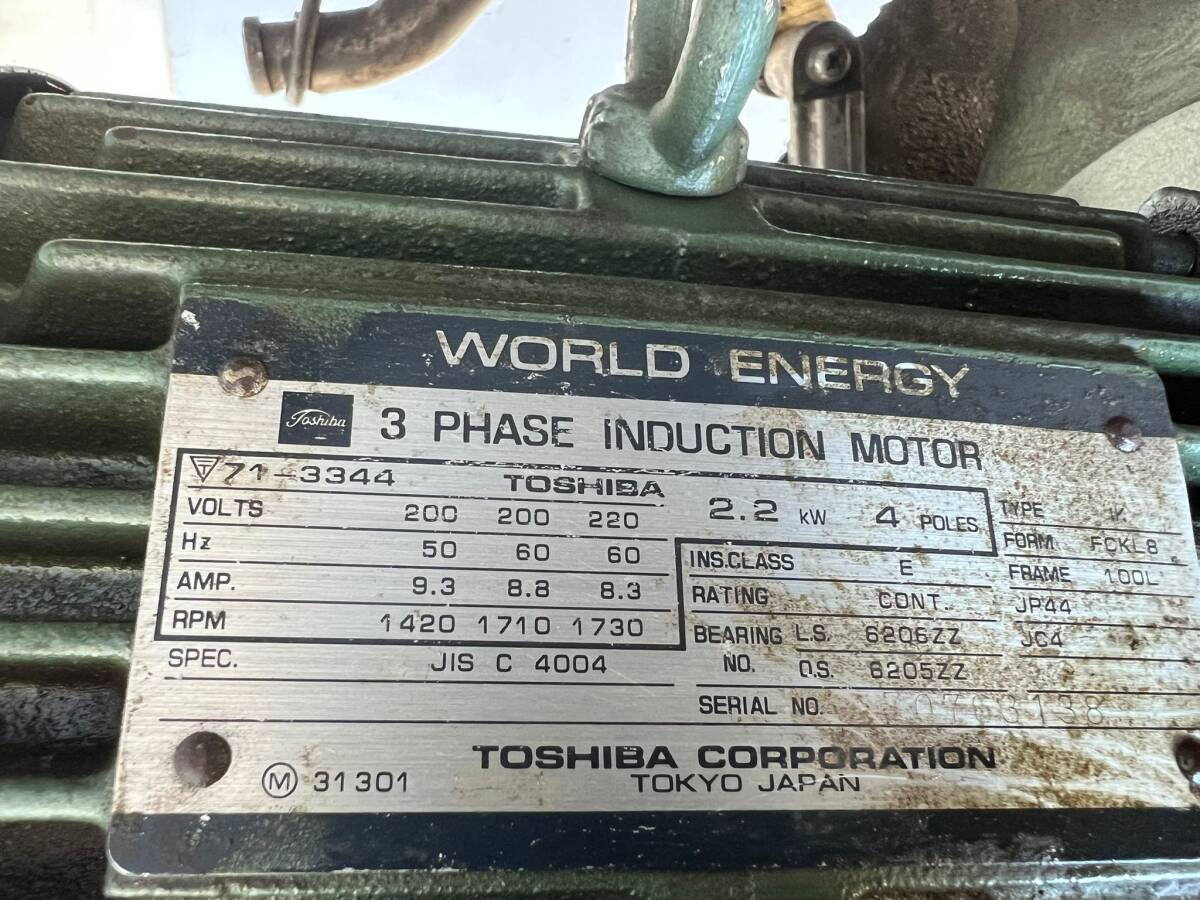 WORLD ENERGY
Toshiba 3 PHASE INDUCTION MOTOR
71-3344 TOSHIBA 2.2 kW 4 POLES
VOLTS 200 200 220
Hz 50 60 60
AMP. 9.3 8.8 8.3
RPM 1420 1710 1730
SPEC. JIS C 4004
INS.CLASS E
RATING CONT.
BEARING L.S. 6206ZZ
NO. O.S. 6205ZZ
SERIAL NO.
TYPE
FORM FCKL8
FRAME 100L
JP44
JC4
TOSHIBA CORPORATION
TOKYO JAPAN
M 31301